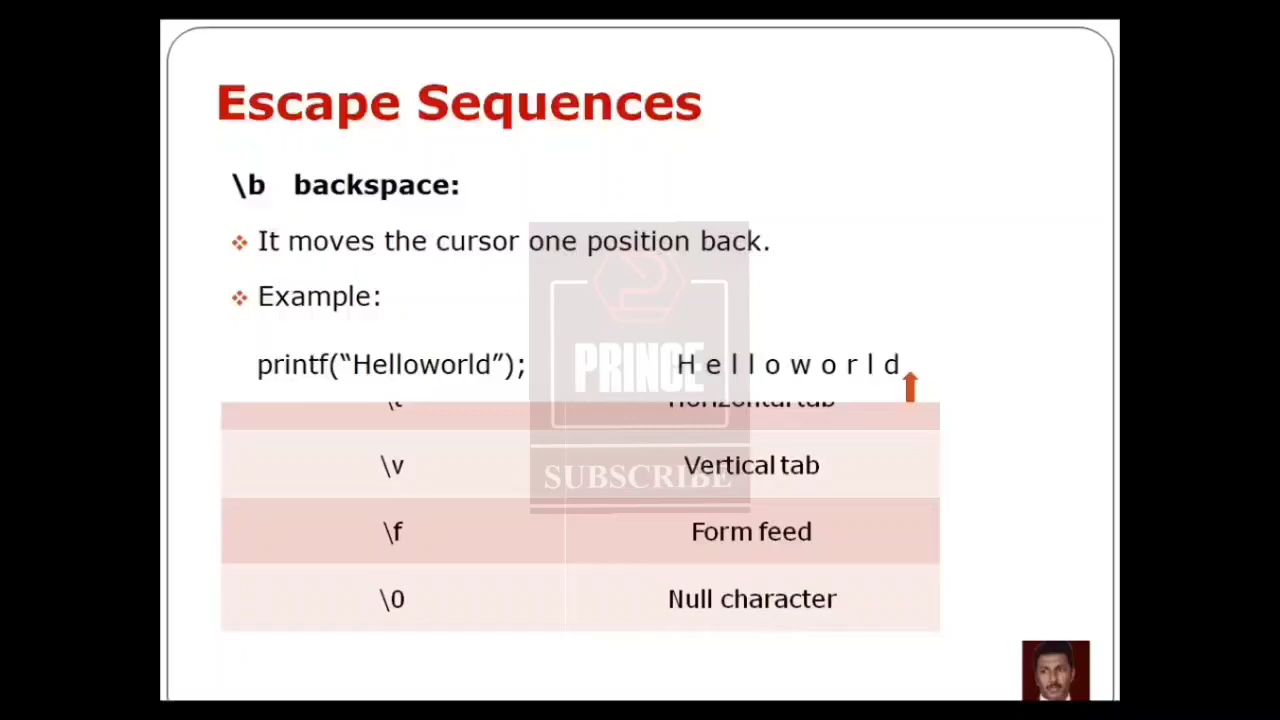 Escape Sequences
\b backspace:
It moves the cursor one position back.
Example:
printf(“Helloworld”); H e l l o w o r l d
\t Horizontal tab
\v Vertical tab
\f Form feed
\0 Null character
PRINCE
SUBSCRIBE